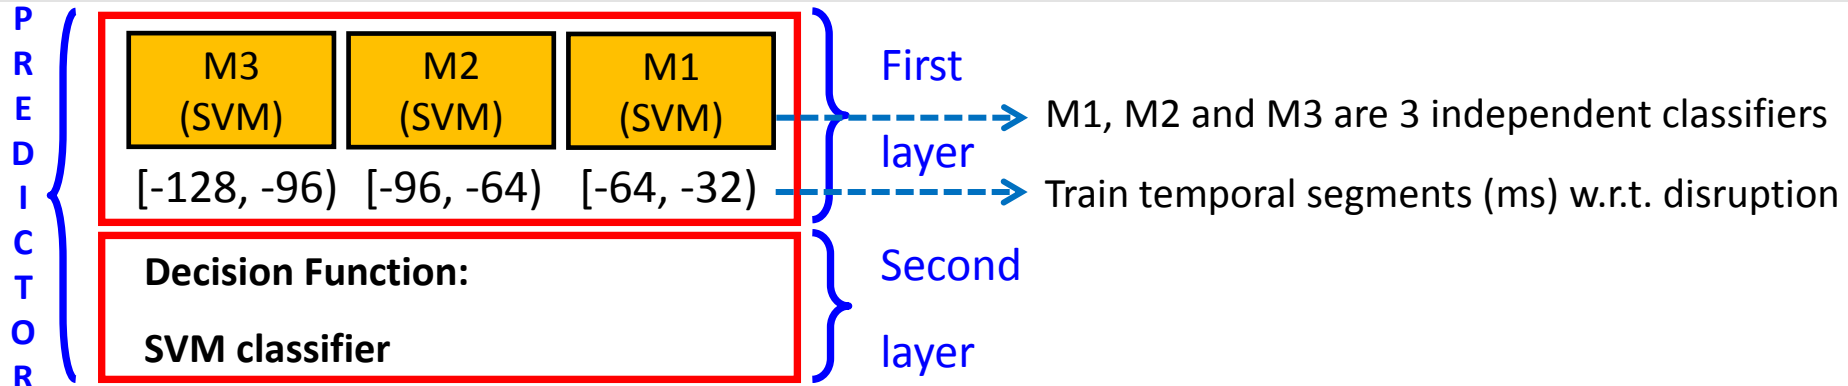 PREDICTOR
M3
(SVM)
M2
(SVM)
M1
(SVM)
[-128, -96) [-96, -64) [-64, -32)
First
layer
M1, M2 and M3 are 3 independent classifiers
Train temporal segments (ms) w.r.t. disruption
Decision Function:
SVM classifier
Second
layer